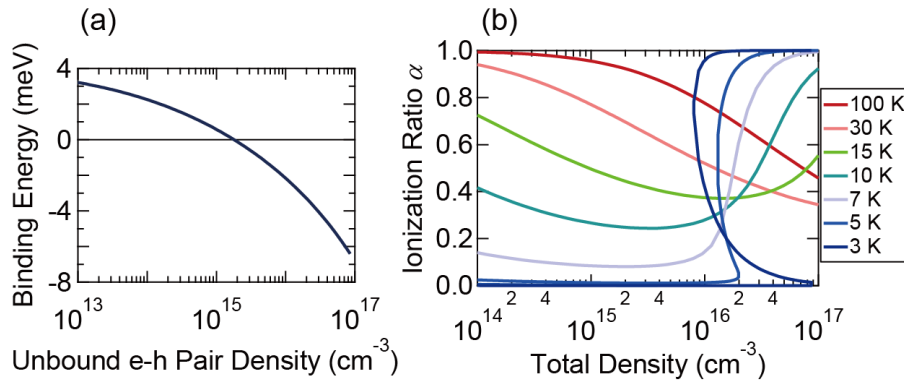 (a)
Binding Energy (meV)
4
0
-4
-8
10^13
10^15
10^17
Unbound e-h Pair Density (cm^-3)
(b)
Ionization Ratio α
1.0
0.8
0.6
0.4
0.2
0.0
2 4 2 4 2 4
10^14
10^15
10^16
10^17
Total Density (cm^-3)
100 K
30 K
15 K
10 K
7 K
5 K
3 K